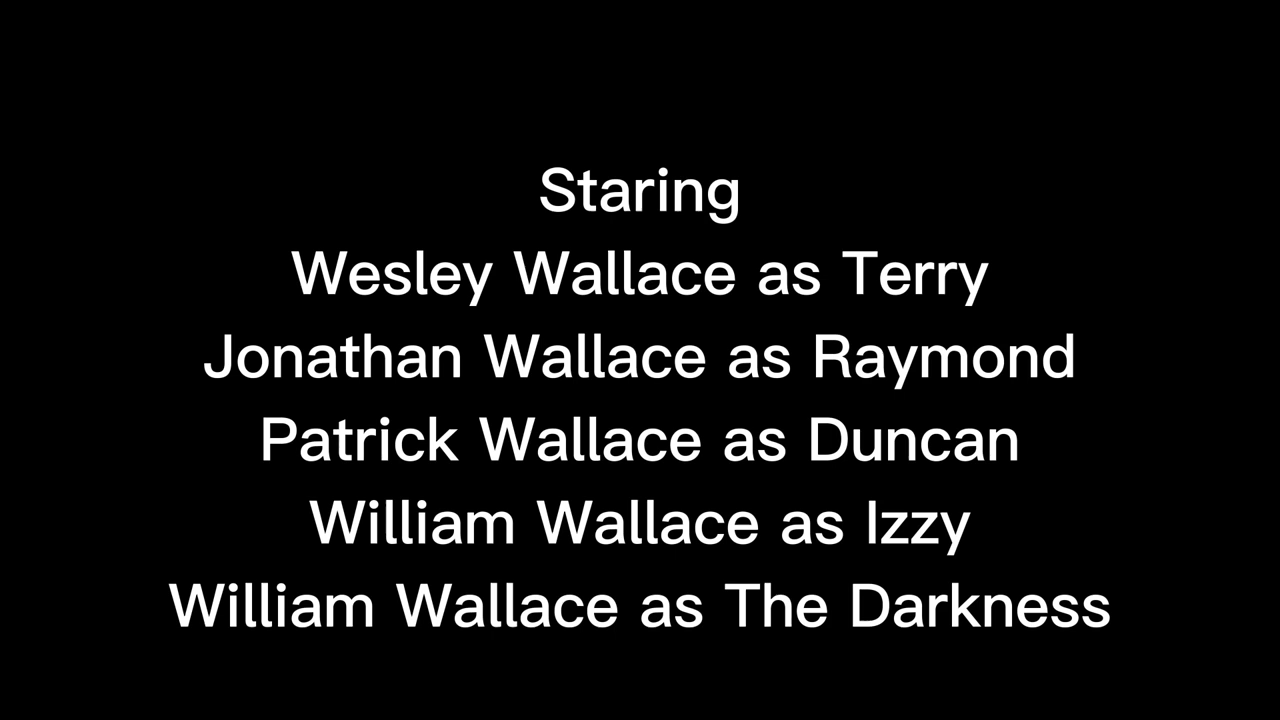 Staring
Wesley Wallace as Terry
Jonathan Wallace as Raymond
Patrick Wallace as Duncan
William Wallace as Izzy
William Wallace as The Darkness